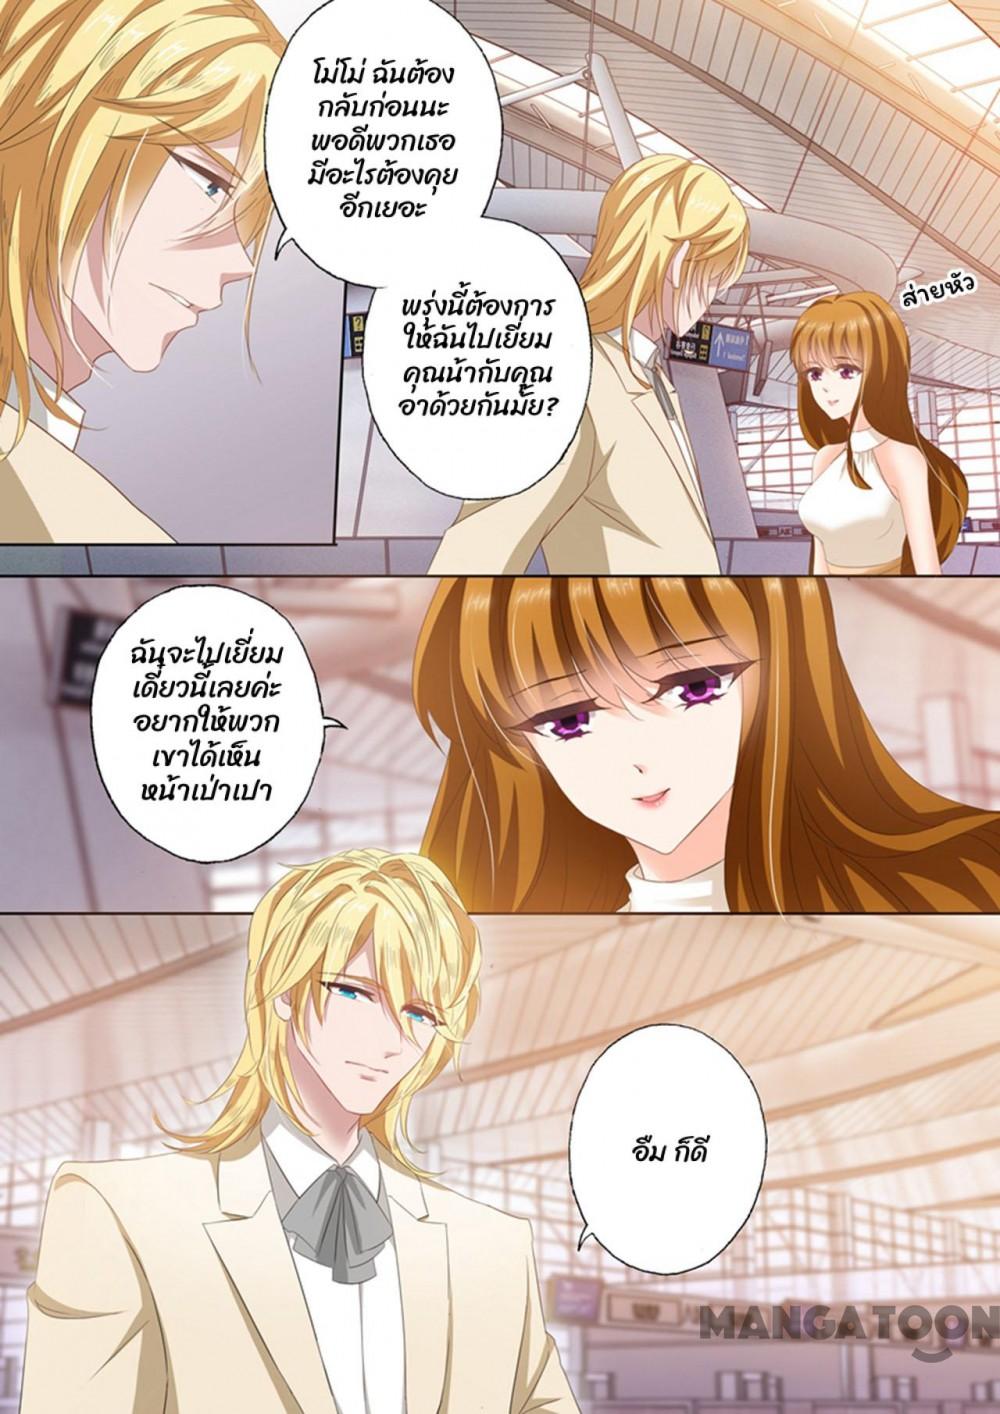 โม่โม่ ฉันต้อง
กลับก่อนนะ
พอดีพวกเธอ
มีอะไรต้องคุย
อีกเยอะ
พรุ่งนี้ต้องการ
ให้ฉันไปเยี่ยม
คุณน้ากับคุณ
อาด้วยกันมั้ย?
ส่ายหัว
ฉันจะไปเยี่ยม
เดี๋ยวนี้เลยค่ะ
อยากให้พวก
เขาได้เห็น
หน้าเป่าเปา
อืม ก็ดี
MANGATOON